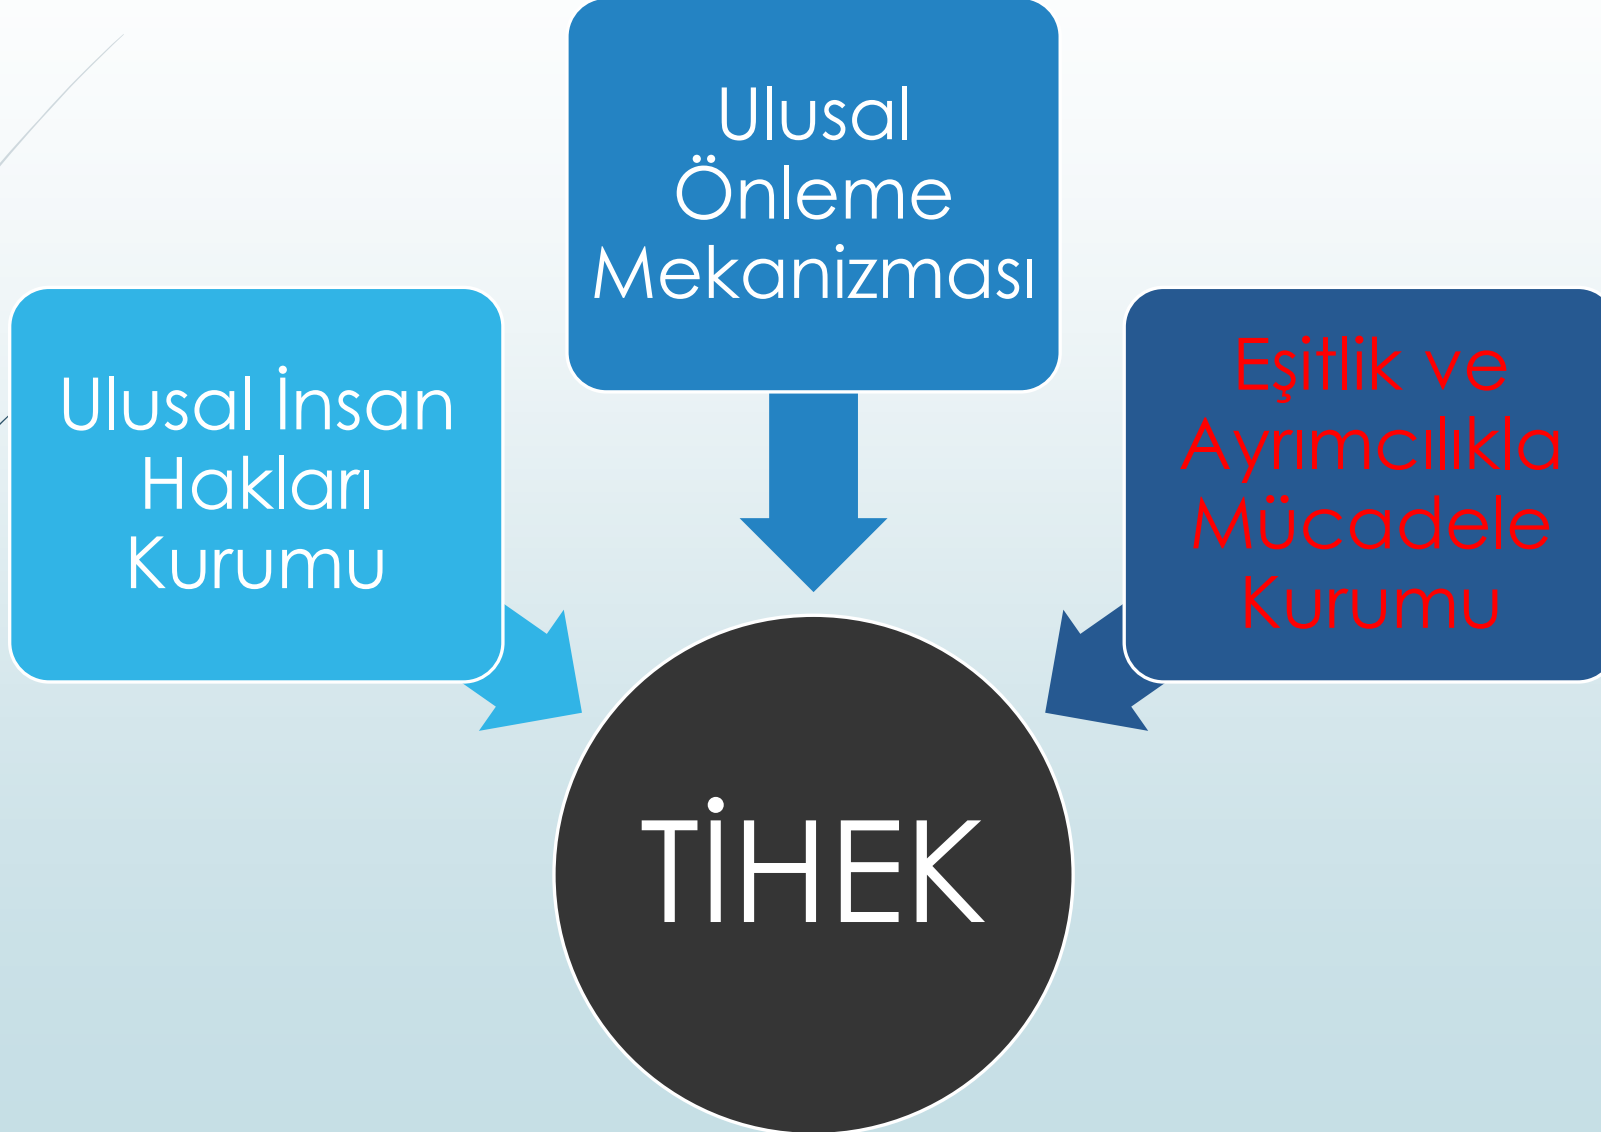 Ulusal İnsan
Hakları
Kurumu
Ulusal
Önleme
Mekanizması
Eşitlik ve
Ayrımcılıkla
Mücadele
Kurumu
TİHEK